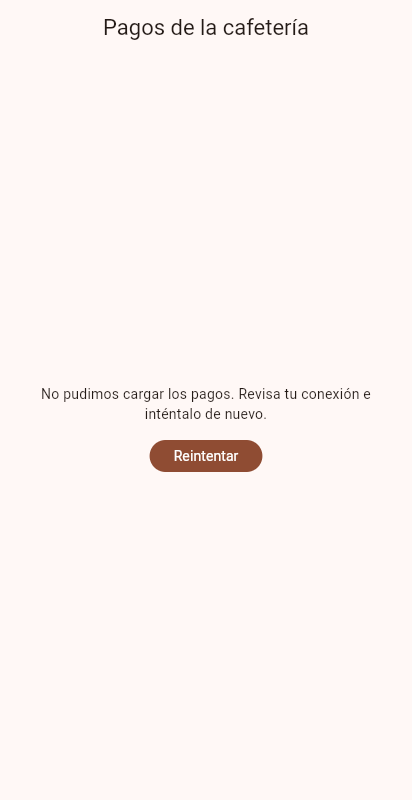 Pagos de la cafetería
No pudimos cargar los pagos. Revisa tu conexión e
inténtalo de nuevo.
Reintentar